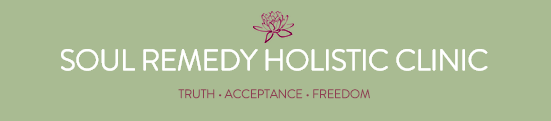 SOUL REMEDY HOLISTIC CLINIC
TRUTH • ACCEPTANCE • FREEDOM